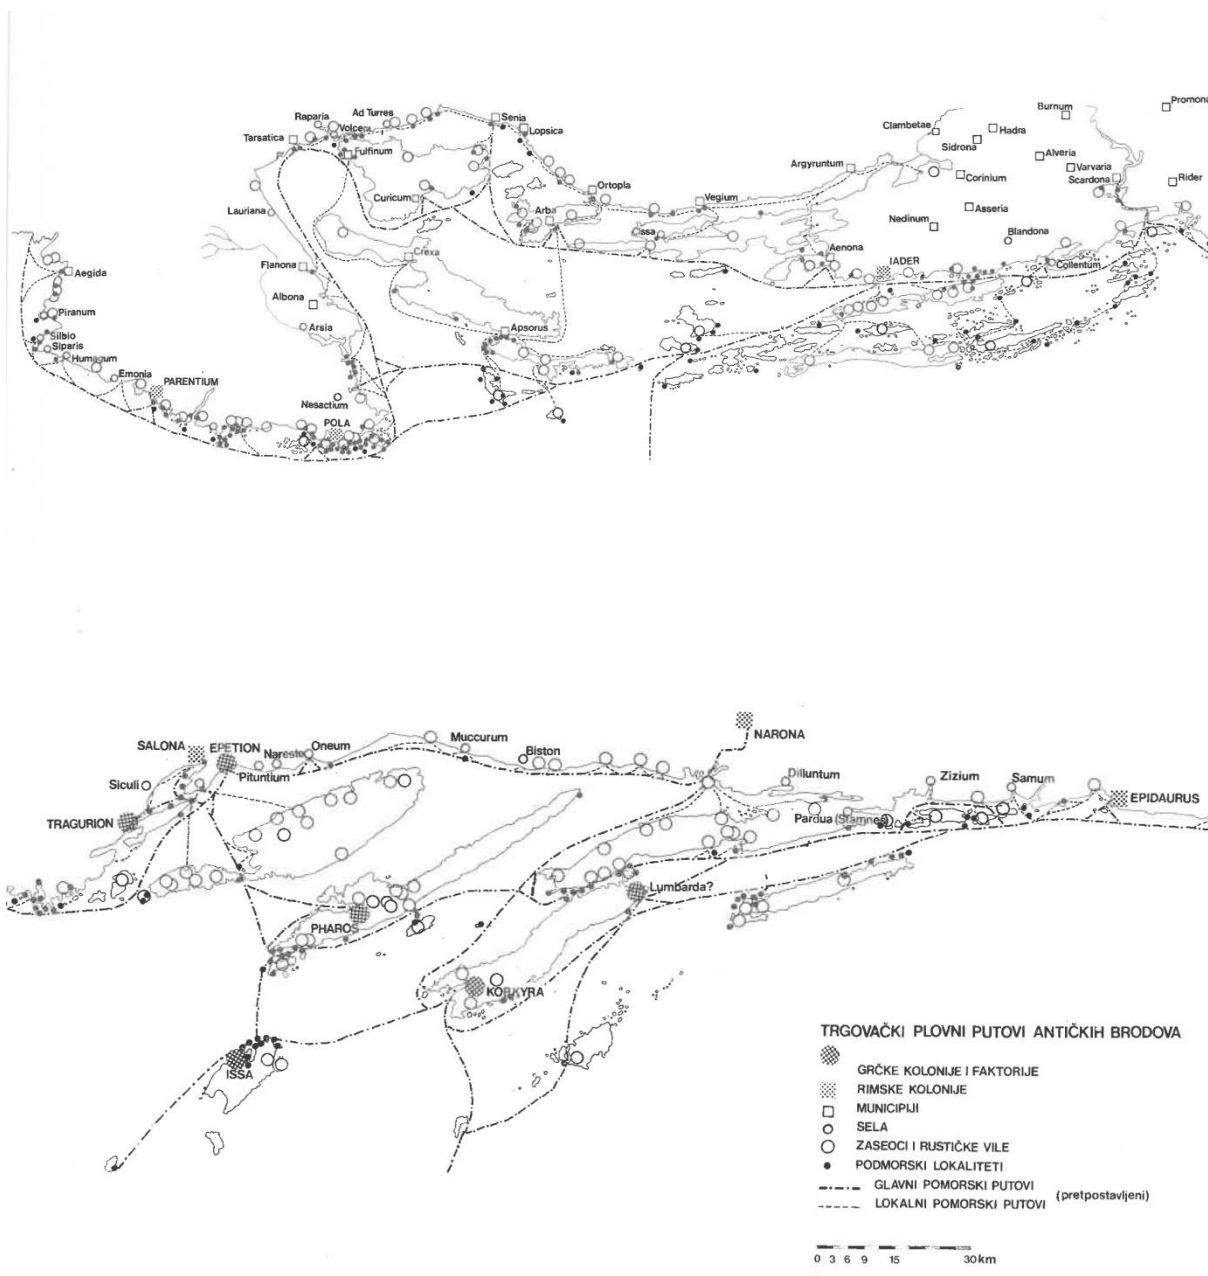 Promona
Burnum
Raparia
Ad Turres
Senia
Volcera
Lopsica
Clambetae
Hadra
Tarsatica
Sidrona
Fulfinum
Alveria
Argyruntum
Varvaria
Corinium
Scardona
Rider
Ortopla
Curicum
Vegium
Lauriana
Arba
Asseria
Nedinum
Cissa
Blandona
Crexa
Aenona
Flanona
IADER
Collentum
Aegida
Albona
Piranum
Arsia
Apsorus
Silbio
Siparis
Humagum
Emonia
PARENTIUM
Nesactium
POLA
NARONA
SALONA
EPETION
Nareste
Oneum
Muccurum
Biston
Siculi
Pituntium
Dilluntum
Zizium
Samum
EPIDAURUS
TRAGURION
Pardua (Stamnes)
Lumbarda?
PHAROS
KORKYRA
ISSA
TRGOVAČKI PLOVNI PUTOVI ANTIČKIH BRODOVA
GRČKE KOLONIJE I FAKTORIJE
RIMSKE KOLONIJE
MUNICIPIJI
SELA
ZASEOCI I RUSTIČKE VILE
PODMORSKI LOKALITETI
GLAVNI POMORSKI PUTOVI
(pretpostavljeni)
LOKALNI POMORSKI PUTOVI
0 3 6 9 15 30 km